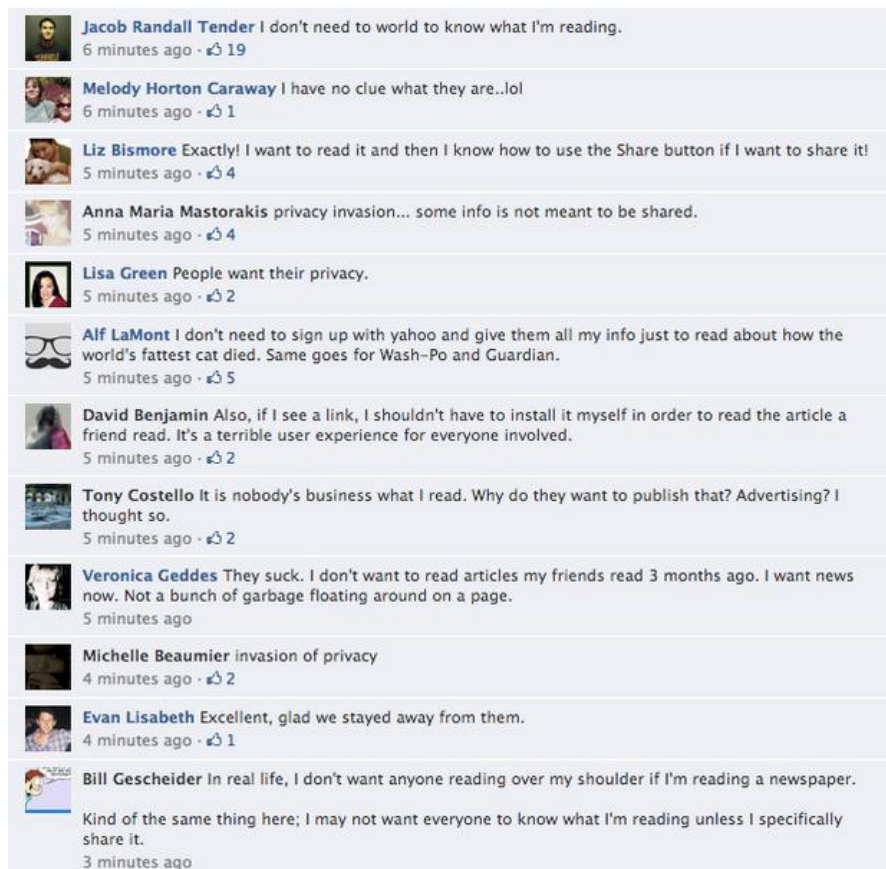 Jacob Randall Tender I don't need to world to know what I'm reading.
6 minutes ago · 19
Melody Horton Caraway I have no clue what they are..lol
6 minutes ago · 1
Liz Bismore Exactly! I want to read it and then I know how to use the Share button if I want to share it!
5 minutes ago · 4
Anna Maria Mastorakis privacy invasion... some info is not meant to be shared.
5 minutes ago · 4
Lisa Green People want their privacy.
5 minutes ago · 2
Alf LaMont I don't need to sign up with yahoo and give them all my info just to read about how the
world's fattest cat died. Same goes for Wash-Po and Guardian.
5 minutes ago · 5
David Benjamin Also, if I see a link, I shouldn't have to install it myself in order to read the article a
friend read. It's a terrible user experience for everyone involved.
5 minutes ago · 2
Tony Costello It is nobody's business what I read. Why do they want to publish that? Advertising? I
thought so.
5 minutes ago · 2
Veronica Geddes They suck. I don't want to read articles my friends read 3 months ago. I want news
now. Not a bunch of garbage floating around on a page.
5 minutes ago
Michelle Beaumier invasion of privacy
4 minutes ago · 2
Evan Lisabeth Excellent, glad we stayed away from them.
4 minutes ago · 1
Bill Gescheider In real life, I don't want anyone reading over my shoulder if I'm reading a newspaper.
Kind of the same thing here; I may not want everyone to know what I'm reading unless I specifically
share it.
3 minutes ago